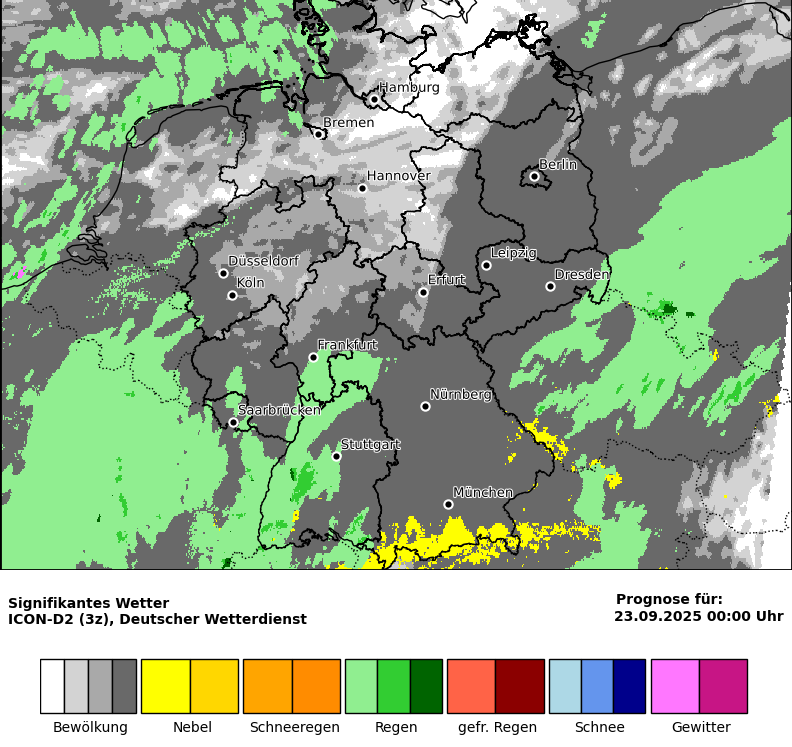 Hamburg
Bremen
Berlin
Hannover
Leipzig
Düsseldorf
Dresden
Köln
Erfurt
Frankfurt
Nürnberg
Saarbrücken
Stuttgart
München
Signifikantes Wetter
ICON-D2 (3z), Deutscher Wetterdienst
Prognose für:
23.09.2025 00:00 Uhr
Bewölkung
Nebel
Schneeregen
Regen
gefr. Regen
Schnee
Gewitter